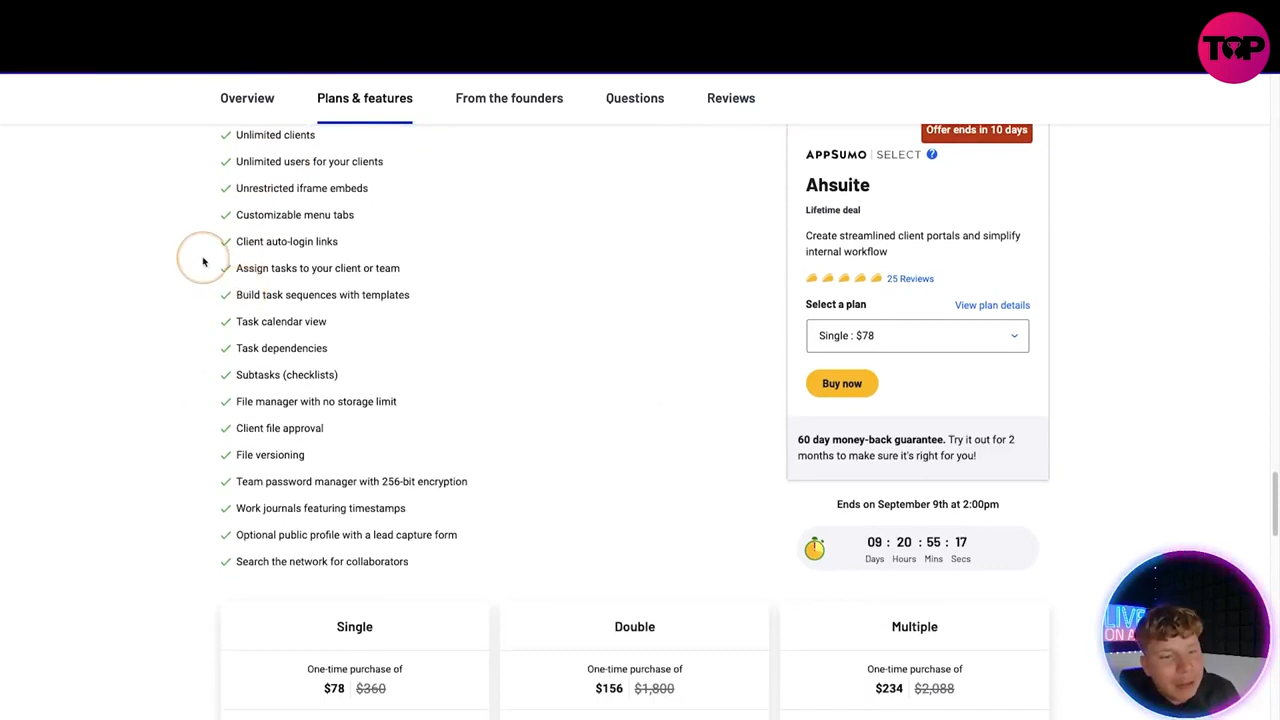 TOP
Overview
Plans & features
From the founders
Questions
Reviews
Unlimited clients
Unlimited users for your clients
Unrestricted iframe embeds
Customizable menu tabs
Client auto-login links
Assign tasks to your client or team
Build task sequences with templates
Task calendar view
Task dependencies
Subtasks (checklists)
File manager with no storage limit
Client file approval
File versioning
Team password manager with 256-bit encryption
Work journals featuring timestamps
Optional public profile with a lead capture form
Search the network for collaborators
Offer ends in 10 days
APPSUMO | SELECT ?
Ahsuite
Lifetime deal
Create streamlined client portals and simplify
internal workflow
25 Reviews
Select a plan
View plan details
Single : $78
Buy now
60 day money-back guarantee. Try it out for 2
months to make sure it's right for you!
Ends on September 9th at 2:00pm
09 : 20 : 55 : 17
Days Hours Mins Secs
Single
One-time purchase of
$78 $360
Double
One-time purchase of
$156 $1,800
Multiple
One-time purchase of
$234 $2,088
LIVE
ON A